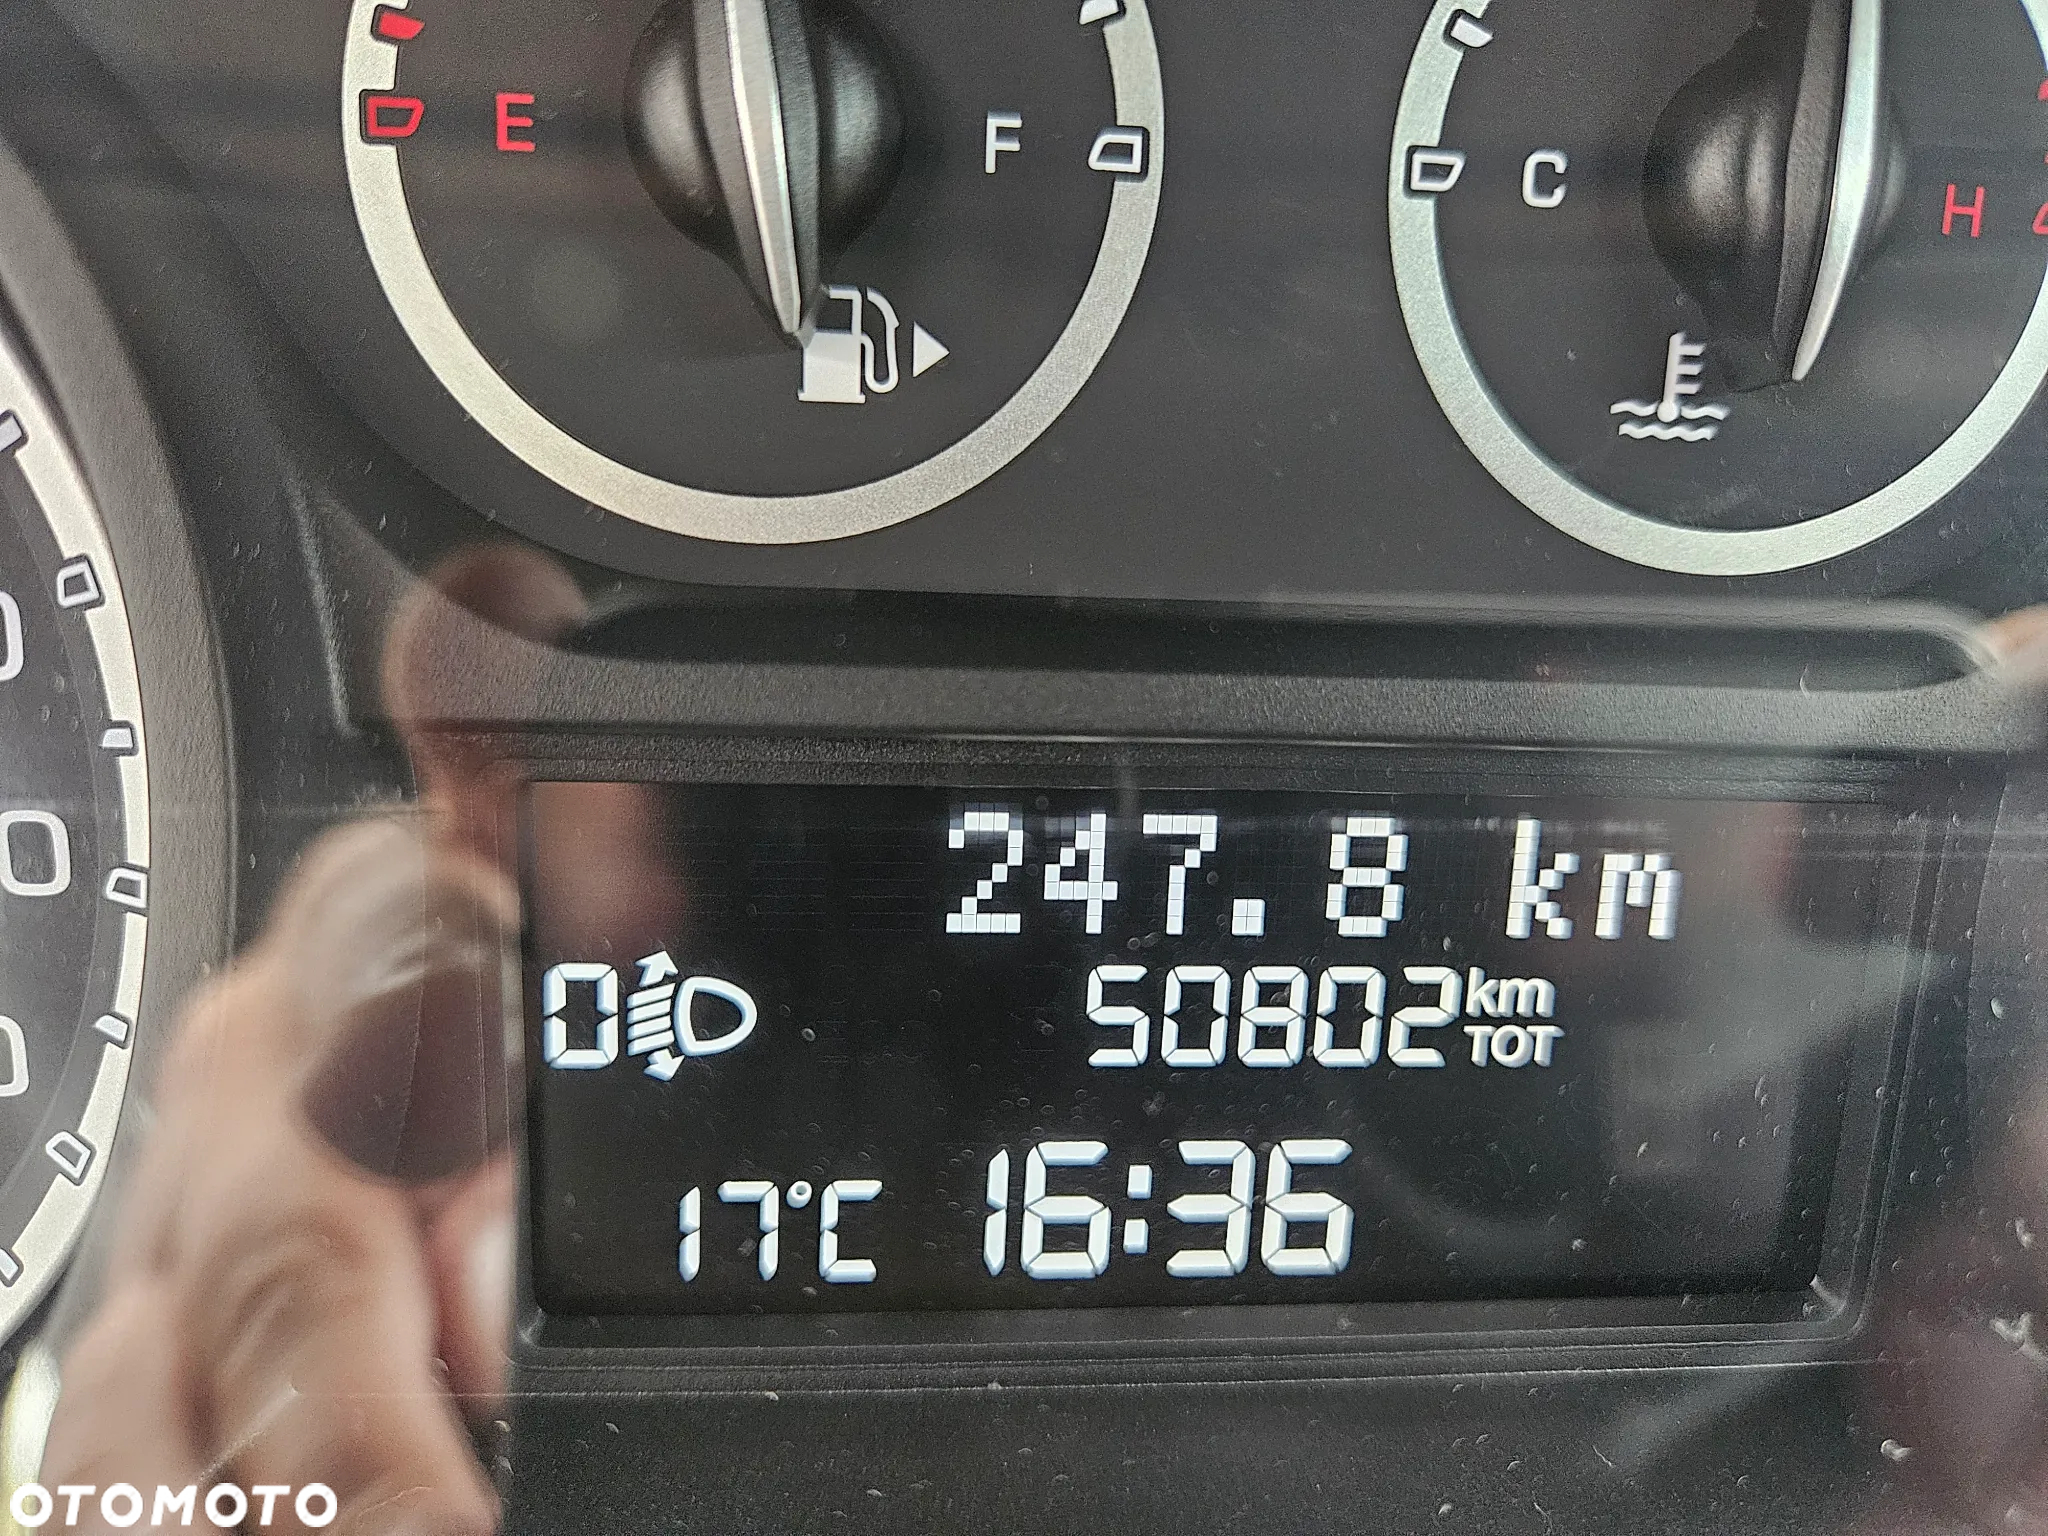 E F
C H
247.8 km
0 50802 km TOT
17°C 16:36
OTOMOTO